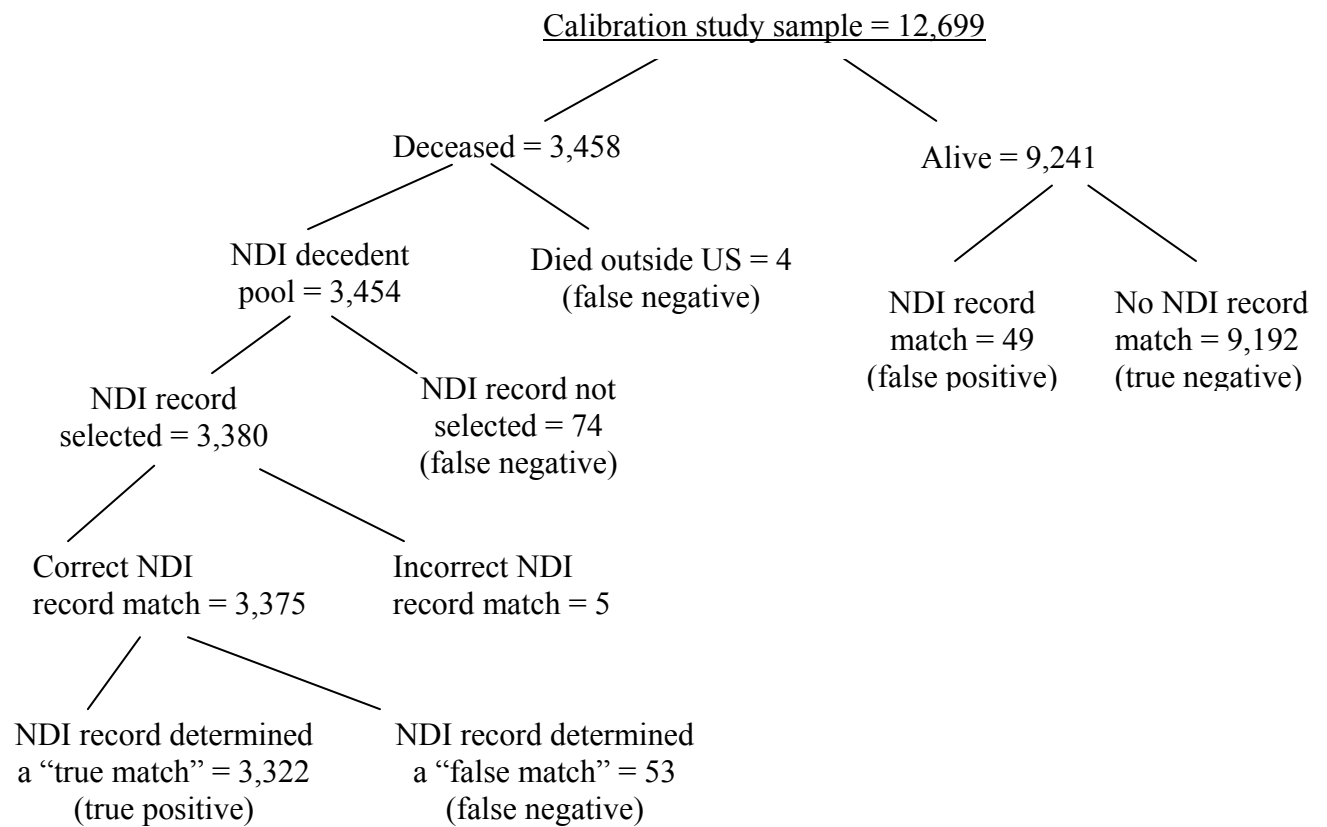 Calibration study sample = 12,699
Deceased = 3,458
Alive = 9,241
NDI decedent
pool = 3,454
Died outside US = 4
(false negative)
NDI record
match = 49
(false positive)
No NDI record
match = 9,192
(true negative)
NDI record
selected = 3,380
NDI record not
selected = 74
(false negative)
Correct NDI
record match = 3,375
Incorrect NDI
record match = 5
NDI record determined
a “true match” = 3,322
(true positive)
NDI record determined
a “false match” = 53
(false negative)